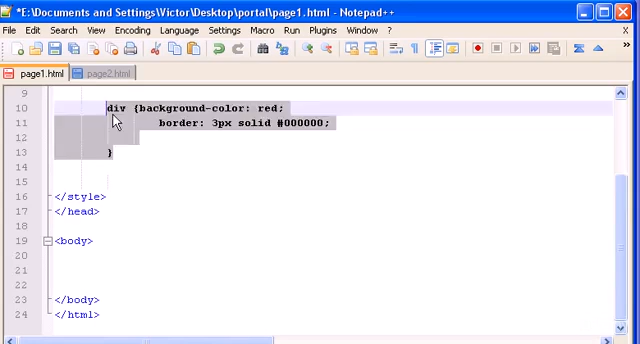 *E:\Documents and Settings\Victor\Desktop\portal\page1.html - Notepad++
File Edit Search View Encoding Language Settings Macro Run Plugins Window ? X
page1.html page2.html
9
10 div {background-color: red;
11 border: 3px solid #000000;
12
13 }
14
15
16 </style>
17 </head>
18
19 <body>
20
21
22
23 </body>
24 </html>